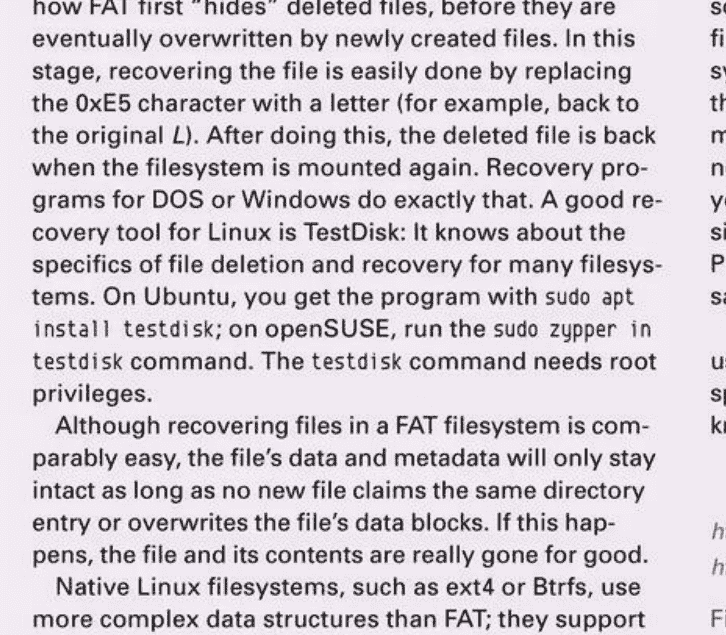 how FAT first "hides" deleted files, before they are
eventually overwritten by newly created files. In this
stage, recovering the file is easily done by replacing
the 0xE5 character with a letter (for example, back to
the original L). After doing this, the deleted file is back
when the filesystem is mounted again. Recovery pro-
grams for DOS or Windows do exactly that. A good re-
covery tool for Linux is TestDisk: It knows about the
specifics of file deletion and recovery for many filesys-
tems. On Ubuntu, you get the program with sudo apt
install testdisk; on openSUSE, run the sudo zypper in
testdisk command. The testdisk command needs root
privileges.
Although recovering files in a FAT filesystem is com-
parably easy, the file's data and metadata will only stay
intact as long as no new file claims the same directory
entry or overwrites the file's data blocks. If this hap-
pens, the file and its contents are really gone for good.
Native Linux filesystems, such as ext4 or Btrfs, use
more complex data structures than FAT; they support